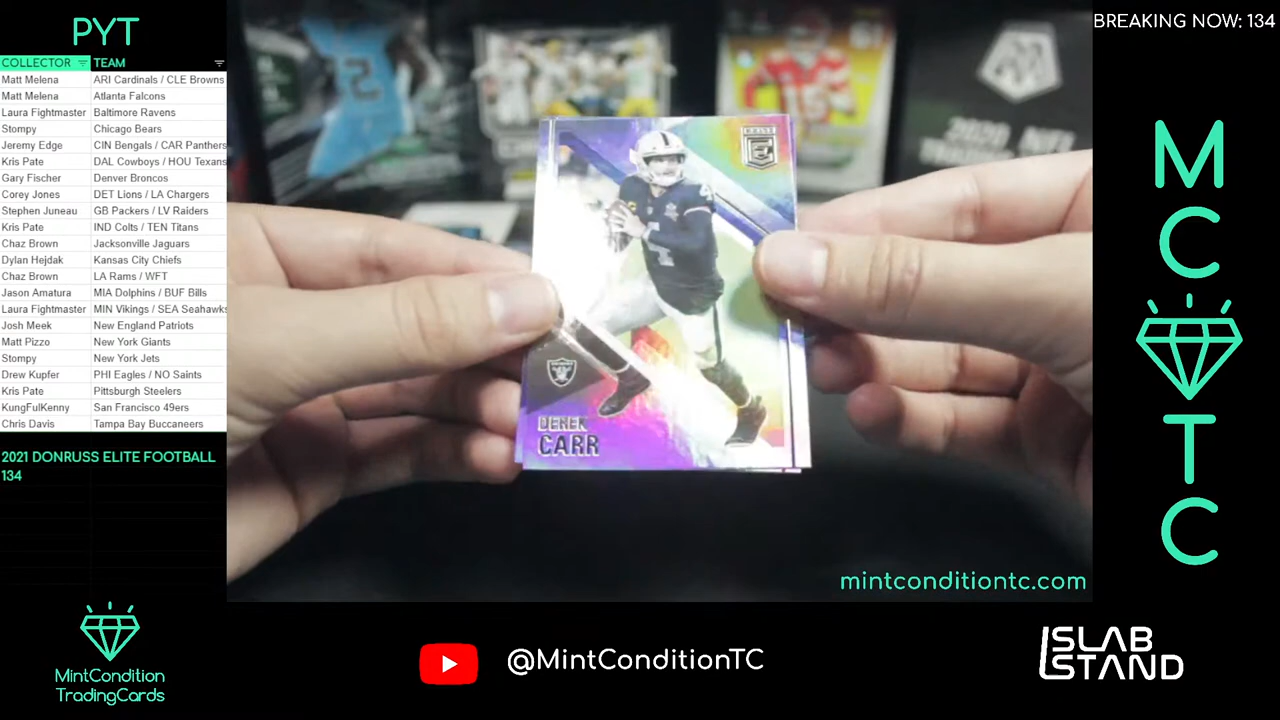 PYT
BREAKING NOW: 134
COLLECTOR TEAM
Matt Melena ARI Cardinals / CLE Browns
Matt Melena Atlanta Falcons
Laura Fightmaster Baltimore Ravens
Stompy Chicago Bears
Jeremy Edge CIN Bengals / CAR Panthers
Kris Pate DAL Cowboys / HOU Texans
Gary Fischer Denver Broncos
Corey Jones DET Lions / LA Chargers
Stephen Juneau GB Packers / LV Raiders
Kris Pate IND Colts / TEN Titans
Chaz Brown Jacksonville Jaguars
Dylan Hejdak Kansas City Chiefs
Chaz Brown LA Rams / WFT
Jason Amatura MIA Dolphins / BUF Bills
Laura Fightmaster MIN Vikings / SEA Seahawks
Josh Meek New England Patriots
Matt Pizzo New York Giants
Stompy New York Jets
Drew Kupfer PHI Eagles / NO Saints
Kris Pate Pittsburgh Steelers
KungFulKenny San Francisco 49ers
Chris Davis Tampa Bay Buccaneers
2021 DONRUSS ELITE FOOTBALL
134
2020 NFL
4
DEREK
CARR
mintconditiontc.com
M
C
T
C
MintCondition
TradingCards
@MintConditionTC
SLAB
STAND